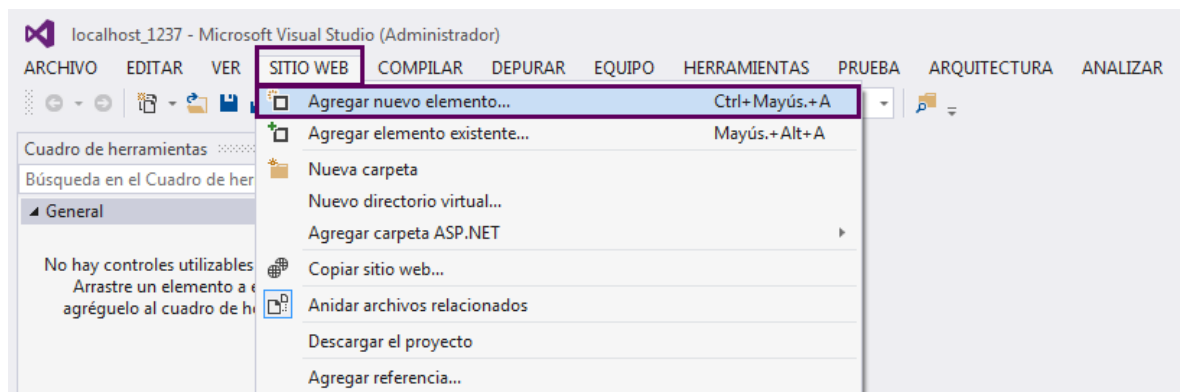 localhost_1237 - Microsoft Visual Studio (Administrador)
ARCHIVO EDITAR VER SITIO WEB COMPILAR DEPURAR EQUIPO HERRAMIENTAS PRUEBA ARQUITECTURA ANALIZAR
Agregar nuevo elemento... Ctrl+Mayús.+A
Agregar elemento existente... Mayús.+Alt+A
Nueva carpeta
Nuevo directorio virtual...
Agregar carpeta ASP.NET
Copiar sitio web...
Anidar archivos relacionados
Descargar el proyecto
Agregar referencia...
Cuadro de herramientas
Búsqueda en el Cuadro de her
General
No hay controles utilizables
Arrastre un elemento a e
agréguelo al cuadro de h